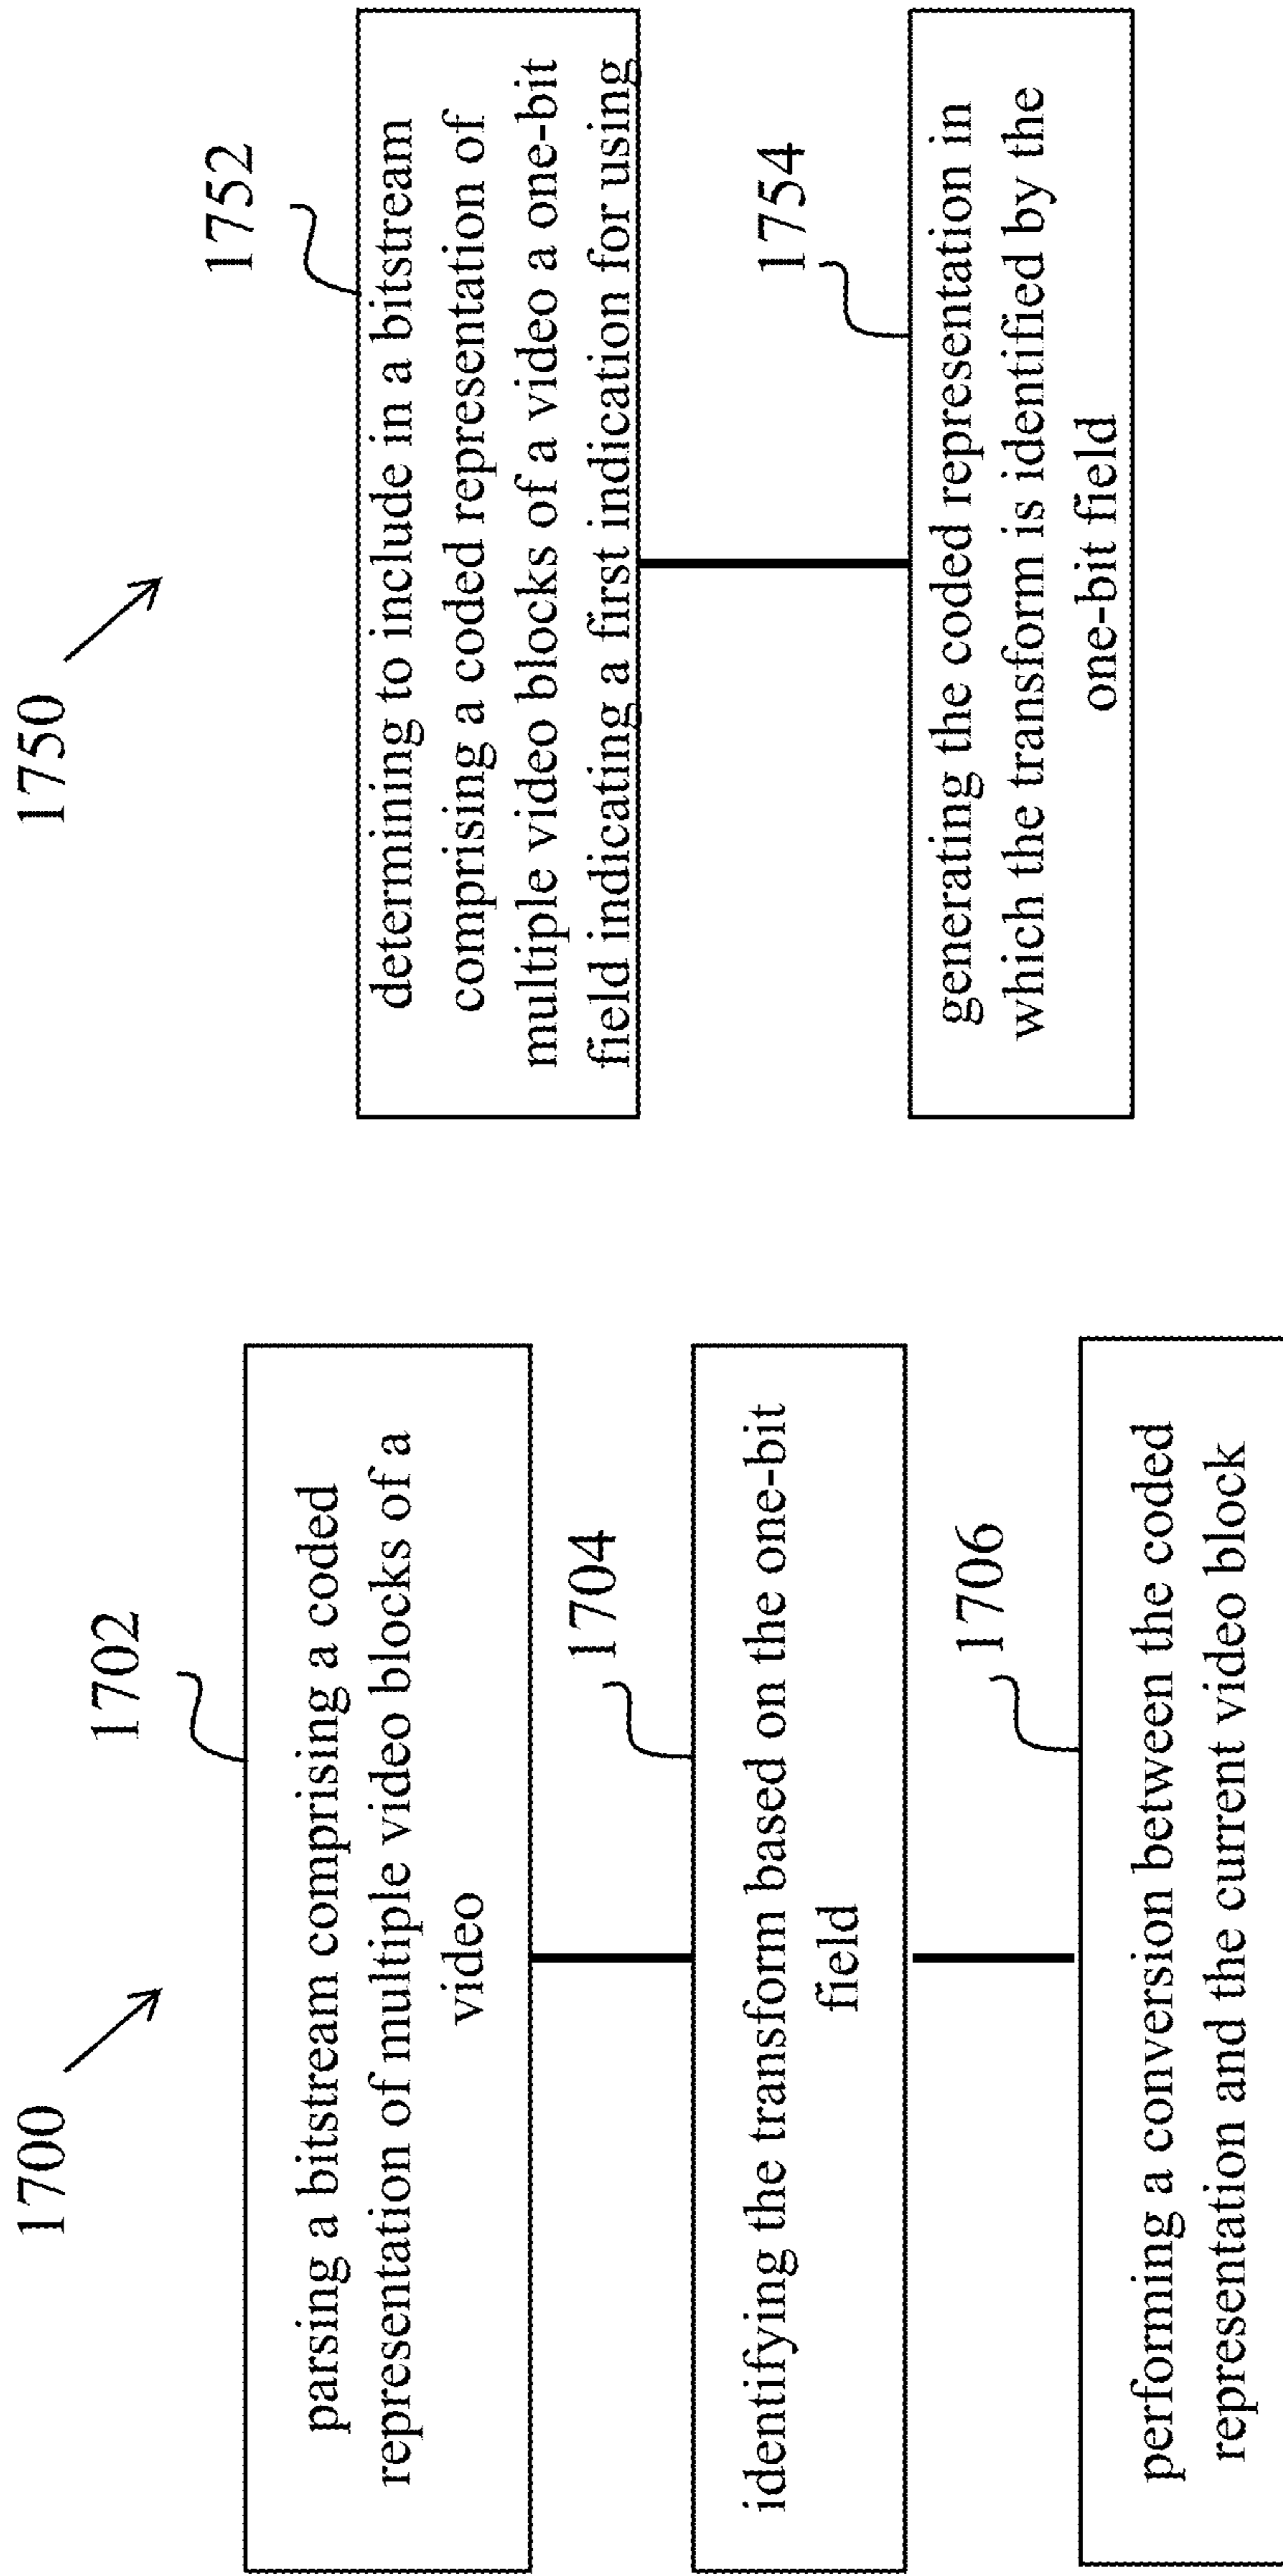 1700
1702
parsing a bitstream comprising a coded
representation of multiple video blocks of a
video
1704
identifying the transform based on the one-bit
field
1706
performing a conversion between the coded
representation and the current video block
1750
1752
determining to include in a bitstream
comprising a coded representation of
multiple video blocks of a video a one-bit
field indicating a first indication for using
1754
generating the coded representation in
which the transform is identified by the
one-bit field